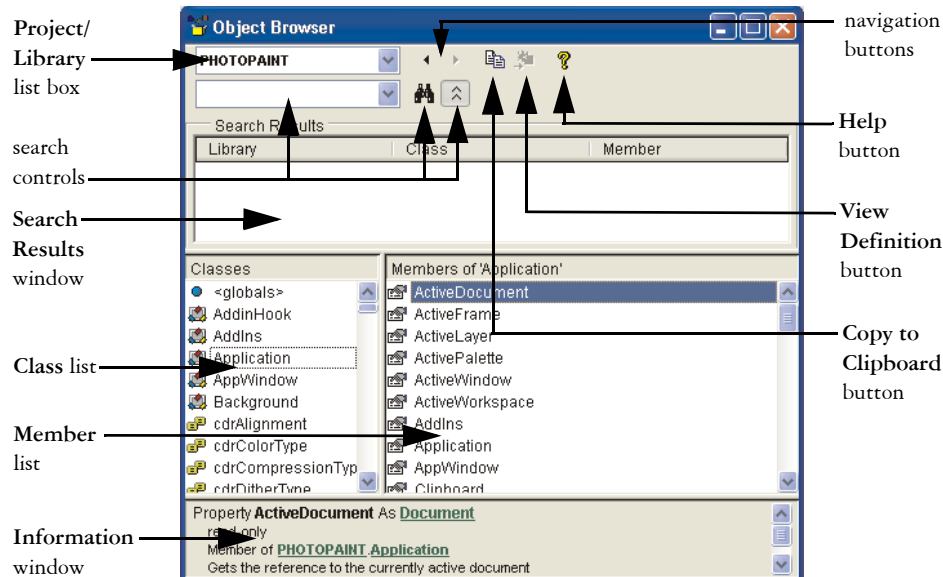 Project/
Library
list box
search
controls
Search
Results
window
Class list
Member
list
Information
window
Object Browser
PHOTOPAINT
Search Results
Library Class Member
Classes
<globals>
AddinHook
AddIns
Application
AppWindow
Background
cdrAlignment
cdrColorType
cdrCompressionTyp
cdrDitherType
Members of 'Application'
ActiveDocument
ActiveFrame
ActiveLayer
ActivePalette
ActiveWindow
ActiveWorkspace
AddIns
Application
AppWindow
Clipboard
Property ActiveDocument As Document
read-only
Member of PHOTOPAINT.Application
Gets the reference to the currently active document
navigation
buttons
Help
button
View
Definition
button
Copy to
Clipboard
button